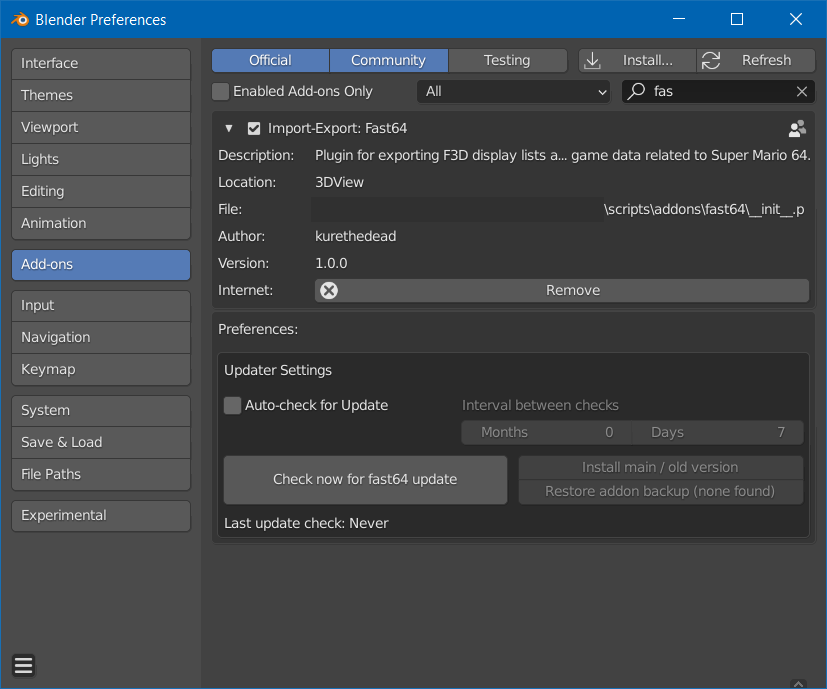 Blender Preferences
Interface
Themes
Viewport
Lights
Editing
Animation
Add-ons
Input
Navigation
Keymap
System
Save & Load
File Paths
Experimental
Official Community Testing Install... Refresh
Enabled Add-ons Only All fas
Import-Export: Fast64
Description: Plugin for exporting F3D display lists a... game data related to Super Mario 64.
Location: 3DView
File: \scripts\addons\fast64\__init__.p
Author: kurethedead
Version: 1.0.0
Internet: Remove
Preferences:
Updater Settings
Auto-check for Update Interval between checks
Months 0 Days 7
Check now for fast64 update Install main / old version
Restore addon backup (none found)
Last update check: Never